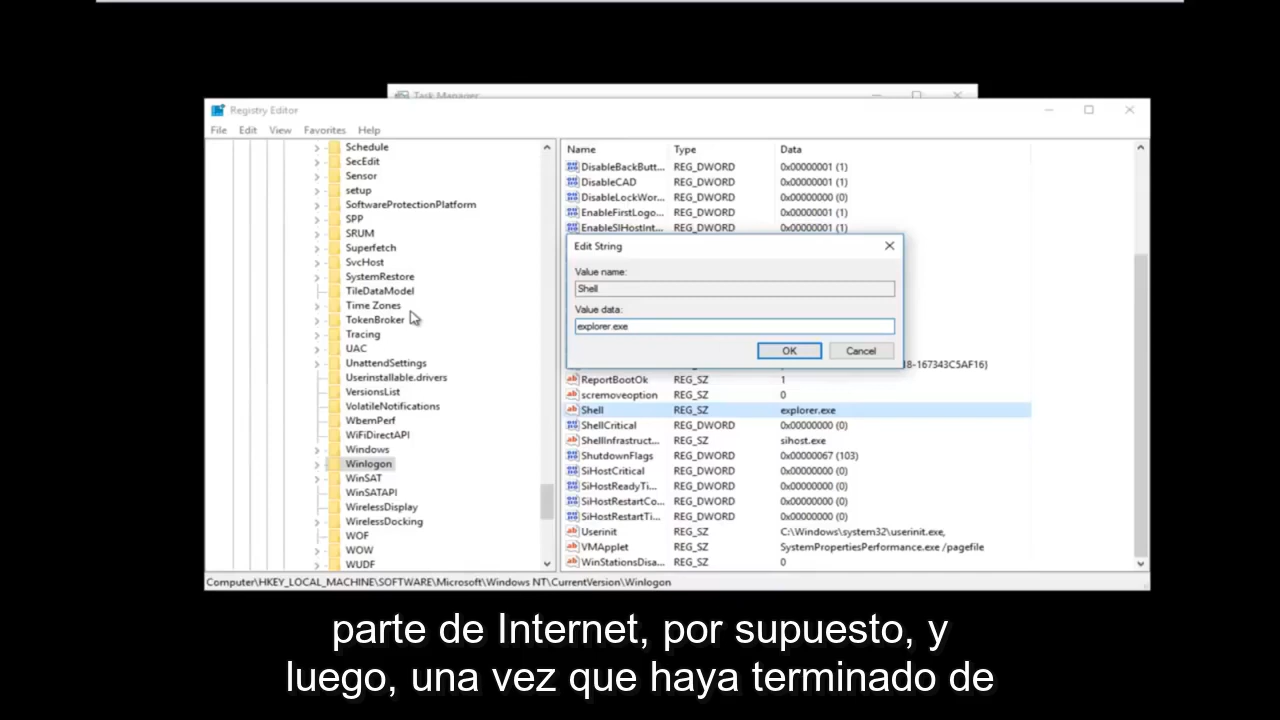 Task Manager
Registry Editor
File Edit View Favorites Help
Schedule
SecEdit
Sensor
setup
SoftwareProtectionPlatform
SPP
SRUM
Superfetch
SvcHost
SystemRestore
TileDataModel
Time Zones
TokenBroker
Tracing
UAC
UnattendSettings
Userinstallable.drivers
VersionsList
VolatileNotifications
WbemPerf
WiFiDirectAPI
Windows
Winlogon
WinSAT
WinSATAPI
WirelessDisplay
WirelessDocking
WOF
WOW
WUDF
Name Type Data
DisableBackButt... REG_DWORD 0x00000001 (1)
DisableCAD REG_DWORD 0x00000001 (1)
DisableLockWor... REG_DWORD 0x00000000 (0)
EnableFirstLogo... REG_DWORD 0x00000001 (1)
EnableSIHostInt... REG_DWORD 0x00000001 (1)
Edit String
Value name:
Shell
Value data:
explorer.exe
OK Cancel
18-167343C5AF16)
ReportBootOk REG_SZ 1
scremoveoption REG_SZ 0
Shell REG_SZ explorer.exe
ShellCritical REG_DWORD 0x00000000 (0)
ShellInfrastruct... REG_SZ sihost.exe
ShutdownFlags REG_DWORD 0x00000067 (103)
SiHostCritical REG_DWORD 0x00000000 (0)
SiHostReadyTi... REG_DWORD 0x00000000 (0)
SiHostRestartCo... REG_DWORD 0x00000000 (0)
SiHostRestartTi... REG_DWORD 0x00000000 (0)
Userinit REG_SZ C:\Windows\system32\userinit.exe,
VMApplet REG_SZ SystemPropertiesPerformance.exe /pagefile
WinStationsDisa... REG_SZ 0
Computer\HKEY_LOCAL_MACHINE\SOFTWARE\Microsoft\Windows NT\CurrentVersion\Winlogon
parte de Internet, por supuesto, y
luego, una vez que haya terminado de